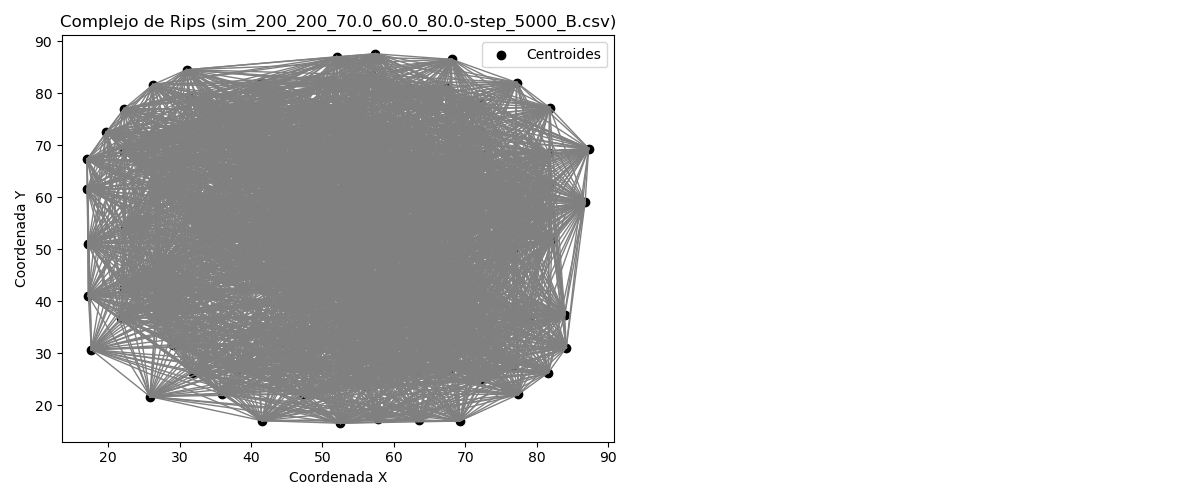 Complejo de Rips (sim_200_200_70.0_60.0_80.0-step_5000_B.csv)
Centroides
90
80
70
60
50
40
30
20
Coordenada Y
20 30 40 50 60 70 80 90
Coordenada X